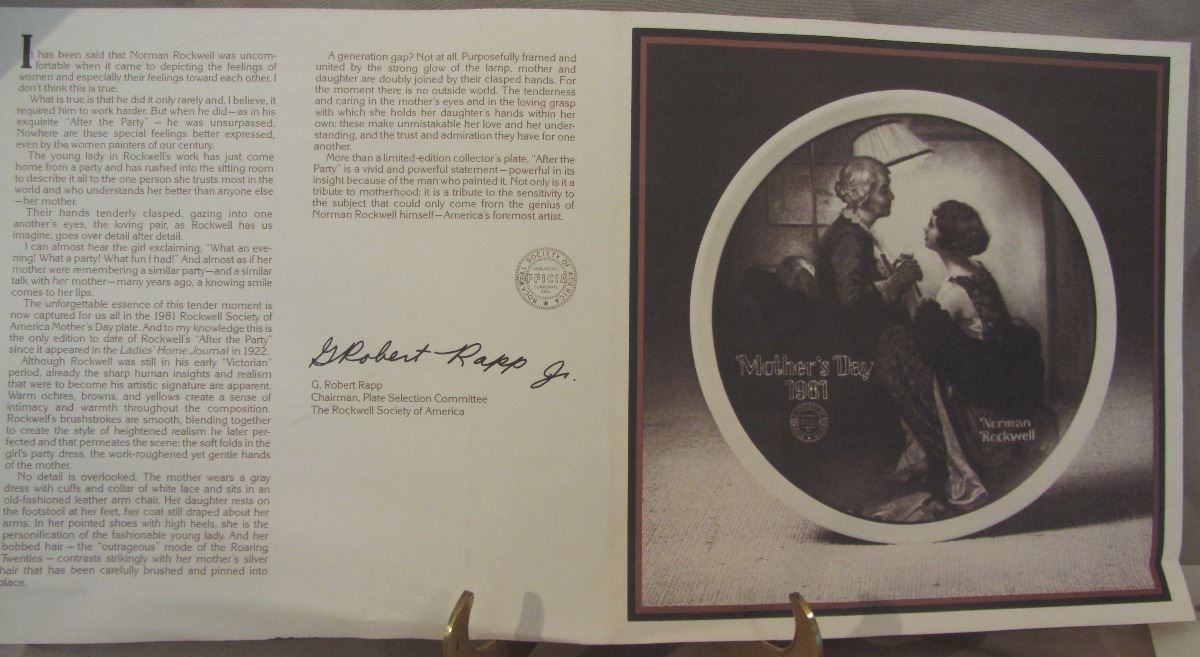 It has been said that Norman Rockwell was uncom-
fortable when it came to depicting the feelings of
women and especially their feelings toward each other. I
don't think this is true.
What is true is that he did it only rarely and, I believe, it
required him to work harder. But when he did—as in his
exquisite "After the Party" — he was unsurpassed.
Nowhere are these special feelings better expressed,
even by the women painters of our century.
The young lady in Rockwell's work has just come
home from a party and has rushed into the sitting room
to describe it all to the one person she trusts most in the
world and who understands her better than anyone else
—her mother.
Their hands tenderly clasped, gazing into one
another's eyes, the loving pair, as Rockwell has us
imagine, goes over detail after detail.
I can almost hear the girl exclaiming, "What an eve-
ning! What a party! What fun I had!" And almost as if her
mother were remembering a similar party—and a similar
talk with her mother—many years ago, a knowing smile
comes to her lips.
The unforgettable essence of this tender moment is
now captured for us all in the 1981 Rockwell Society of
America Mother's Day plate. And to my knowledge this is
the only edition to date of Rockwell's "After the Party"
since it appeared in the Ladies' Home Journal in 1922.
Although Rockwell was still in his early "Victorian"
period, already the sharp human insights and realism
that were to become his artistic signature are apparent.
Warm ochres, browns, and yellows create a sense of
intimacy and warmth throughout the composition.
Rockwell's brushstrokes are smooth, blending together
to create the style of heightened realism he later per-
fected and that permeates the scene: the soft folds in the
girl's party dress, the work-roughened yet gentle hands
of the mother.
No detail is overlooked. The mother wears a gray
dress with cuffs and collar of white lace and sits in an
old-fashioned leather arm chair. Her daughter rests on
the footstool at her feet, her coat still draped about her
arms. In her pointed shoes with high heels, she is the
personification of the fashionable young lady. And her
bobbed hair — the "outrageous" mode of the Roaring
Twenties — contrasts strikingly with her mother's silver
hair that has been carefully brushed and pinned into
place.
A generation gap? Not at all. Purposefully framed and
united by the strong glow of the lamp, mother and
daughter are doubly joined by their clasped hands. For
the moment there is no outside world. The tenderness
and caring in the mother's eyes and in the loving grasp
with which she holds her daughter's hands within her
own: these make unmistakable her love and her under-
standing, and the trust and admiration they have for one
another.
More than a limited-edition collector's plate, "After the
Party" is a vivid and powerful statement—powerful in its
insight because of the man who painted it. Not only is it a
tribute to motherhood; it is a tribute to the sensitivity to
the subject that could only come from the genius of
Norman Rockwell himself—America's foremost artist.
ROCKWELL SOCIETY OF AMERICA
OFFICIAL
CORPORATE
SEAL
G Robert Rapp Jr.
G. Robert Rapp
Chairman, Plate Selection Committee
The Rockwell Society of America
Mother's Day
1981
Norman
Rockwell